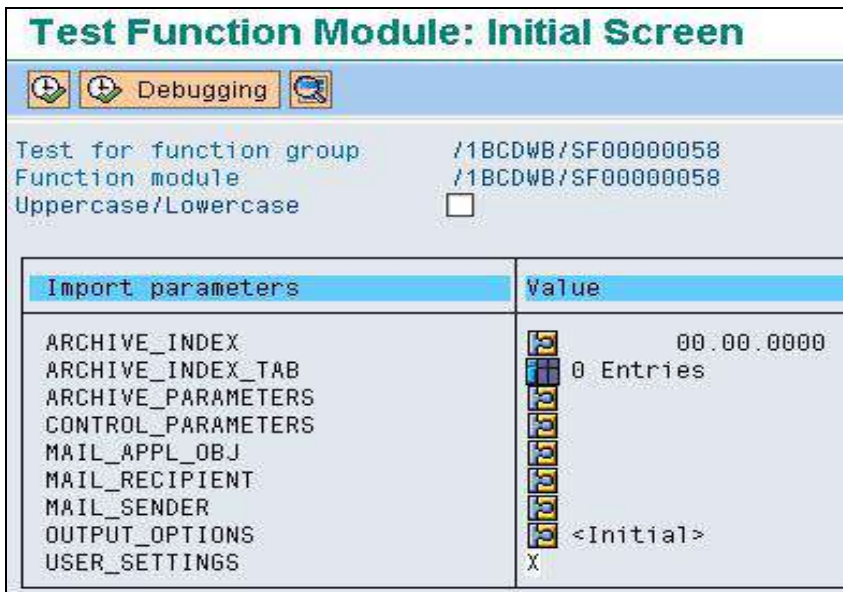 Test Function Module: Initial Screen
Debugging
Test for function group /1BCDWB/SF00000058
Function module /1BCDWB/SF00000058
Uppercase/Lowercase
Import parameters Value
ARCHIVE_INDEX 00.00.0000
ARCHIVE_INDEX_TAB 0 Entries
ARCHIVE_PARAMETERS
CONTROL_PARAMETERS
MAIL_APPL_OBJ
MAIL_RECIPIENT
MAIL_SENDER
OUTPUT_OPTIONS <Initial>
USER_SETTINGS X